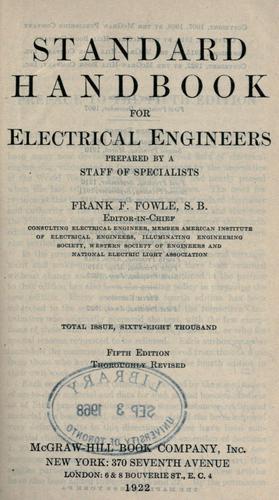 STANDARD
HANDBOOK
FOR
ELECTRICAL ENGINEERS
PREPARED BY A
STAFF OF SPECIALISTS
FRANK F. FOWLE, S. B.
EDITOR-IN-CHIEF
CONSULTING ELECTRICAL ENGINEER, MEMBER AMERICAN INSTITUTE
OF ELECTRICAL ENGINEERS, ILLUMINATING ENGINEERING
SOCIETY, WESTERN SOCIETY OF ENGINEERS AND
NATIONAL ELECTRIC LIGHT ASSOCIATION
TOTAL ISSUE, SIXTY-EIGHT THOUSAND
FIFTH EDITION
THOROUGHLY REVISED
LIBRARY
SEP 3 1968
UNIVERSITY OF TORONTO
McGRAW-HILL BOOK COMPANY, INC.
NEW YORK: 370 SEVENTH AVENUE
LONDON: 6 & 8 BOUVERIE ST., E. C. 4
1922